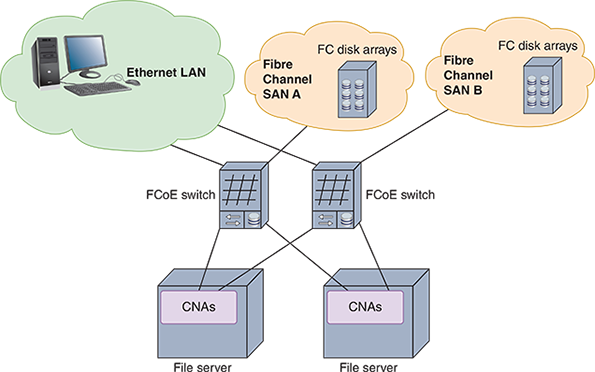 Ethernet LAN
Fibre
Channel
SAN A
FC disk arrays
Fibre
Channel
SAN B
FC disk arrays
FCoE switch
FCoE switch
CNAs
CNAs
File server
File server